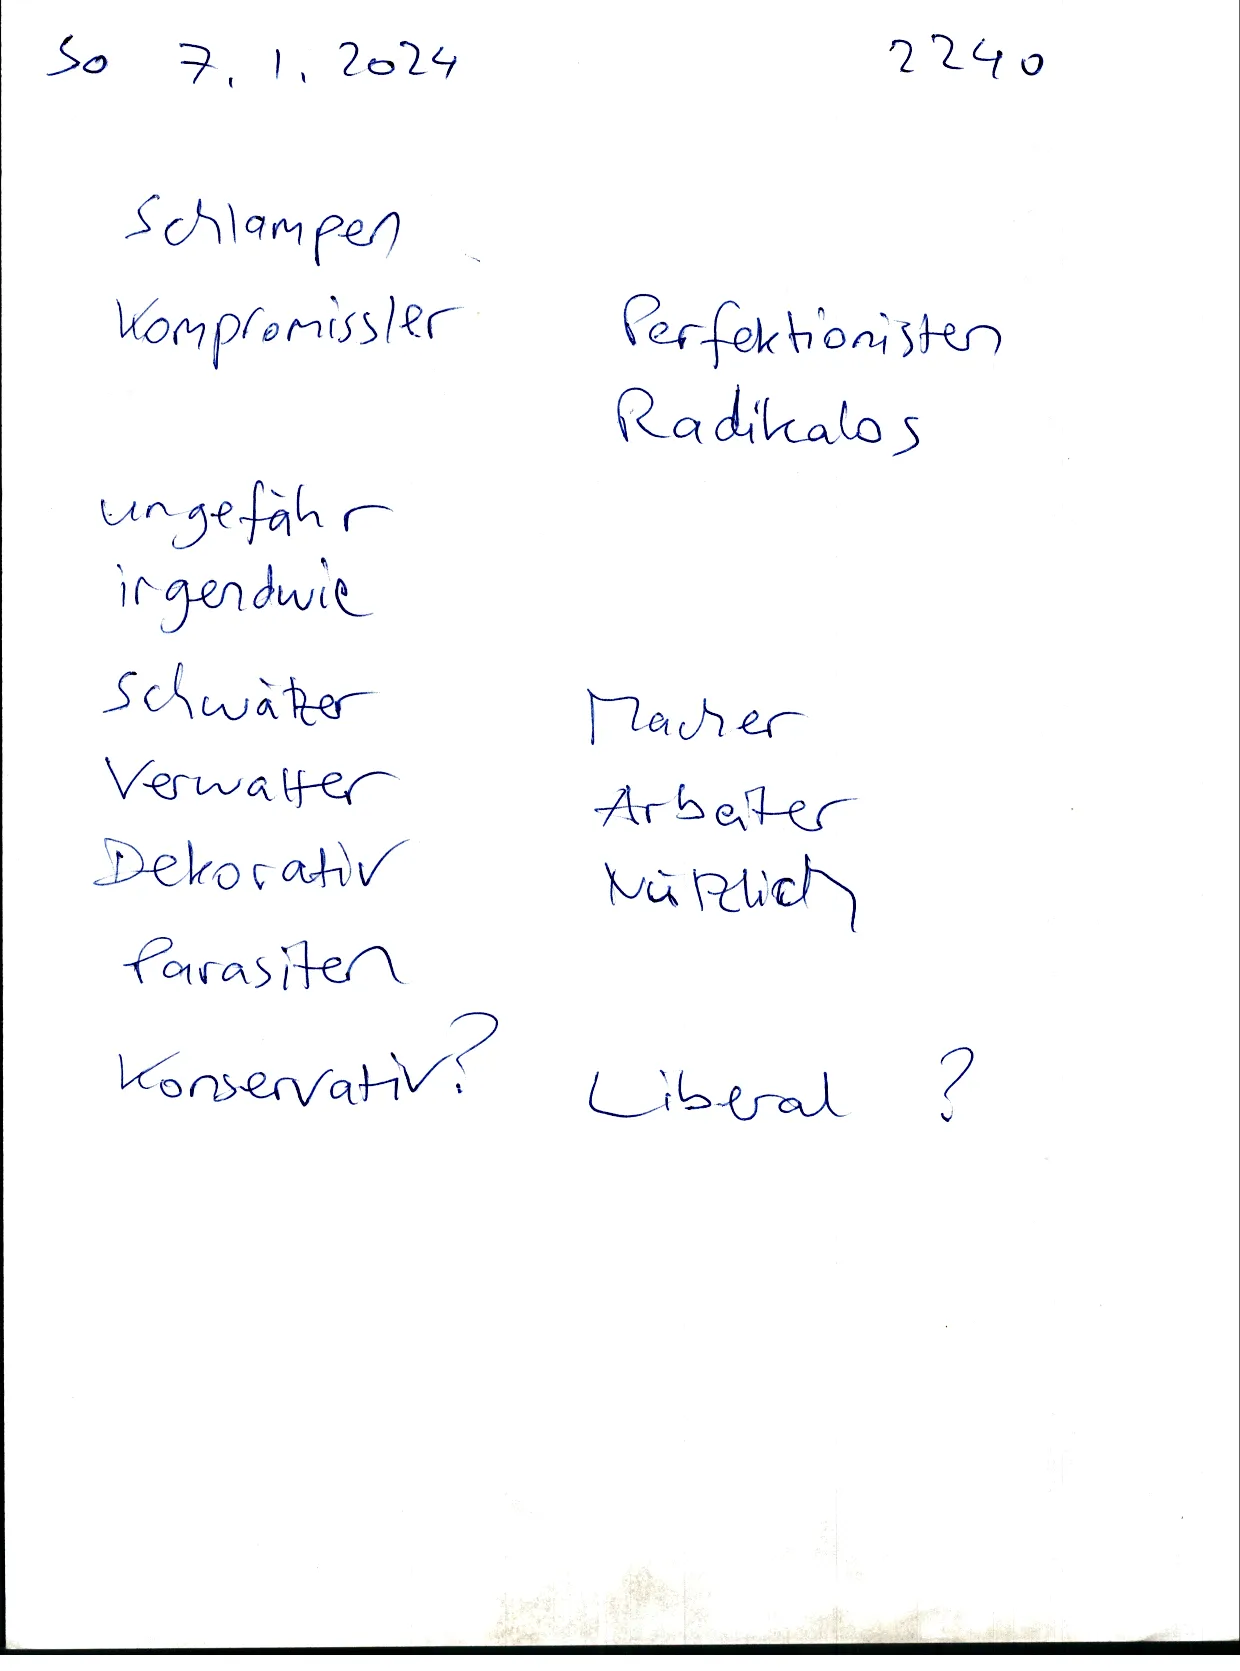 So 7.1.2024 2240
Schlampen
Kompromissler Perfektionisten
Radikalos
ungefähr
irgendwie
Schwätzer Macher
Verwalter Arbeiter
Dekorativ Nützlich
Parasiten
Konservativ? Liberal ?